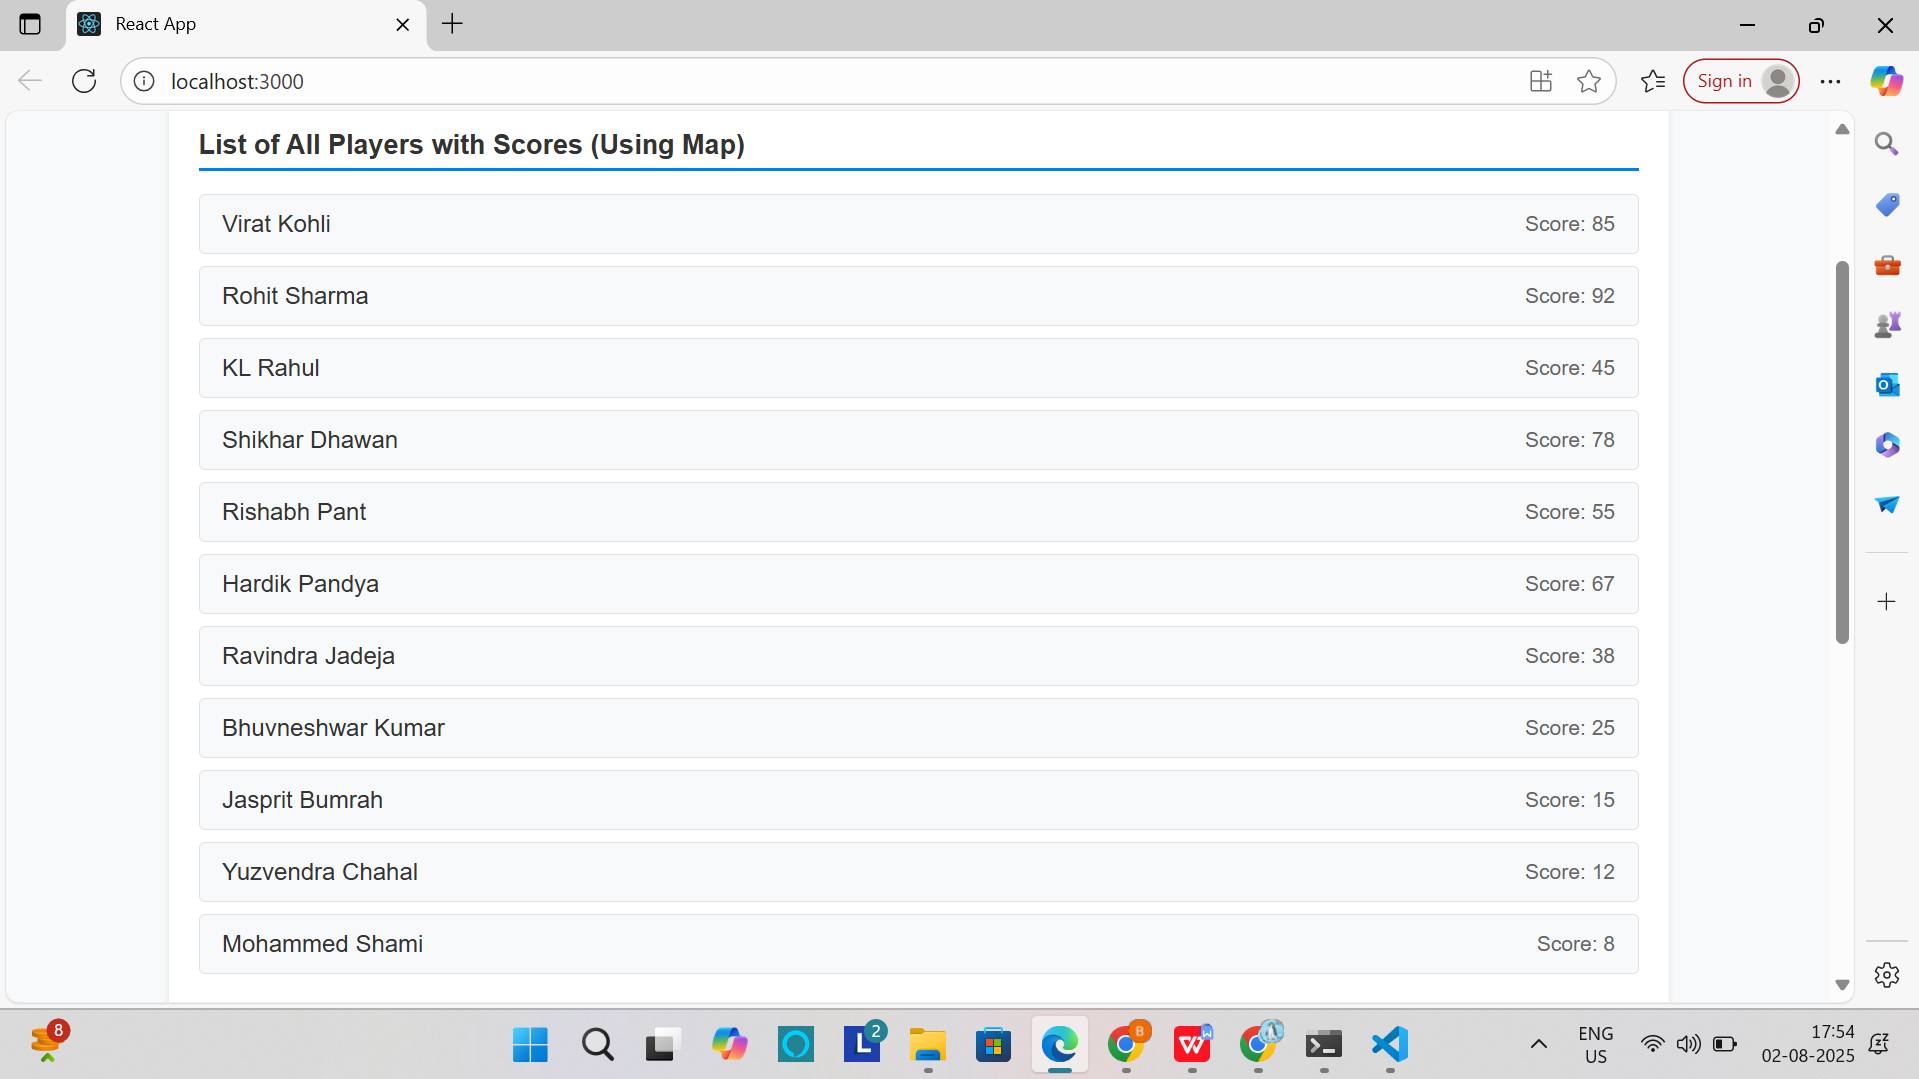 React App
localhost:3000
Sign in
List of All Players with Scores (Using Map)
Virat Kohli Score: 85
Rohit Sharma Score: 92
KL Rahul Score: 45
Shikhar Dhawan Score: 78
Rishabh Pant Score: 55
Hardik Pandya Score: 67
Ravindra Jadeja Score: 38
Bhuvneshwar Kumar Score: 25
Jasprit Bumrah Score: 15
Yuzvendra Chahal Score: 12
Mohammed Shami Score: 8
8
L 2
B
W
ENG
US
17:54
02-08-2025